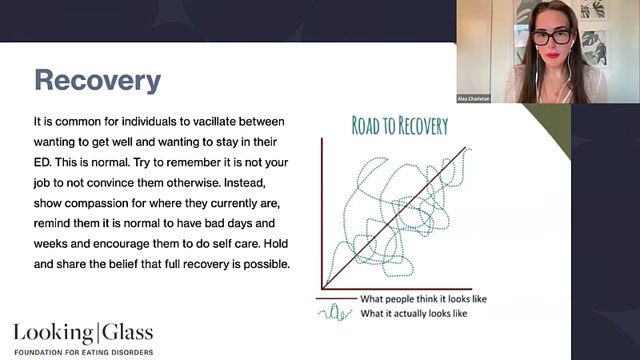 Alex Charleton
Recovery
It is common for individuals to vacillate between
wanting to get well and wanting to stay in their
ED. This is normal. Try to remember it is not your
job to not convince them otherwise. Instead,
show compassion for where they currently are,
remind them it is normal to have bad days and
weeks and encourage them to do self care. Hold
and share the belief that full recovery is possible.
ROAD TO RECOVERY
What people think it looks like
What it actually looks like
Looking|Glass
FOUNDATION FOR EATING DISORDERS